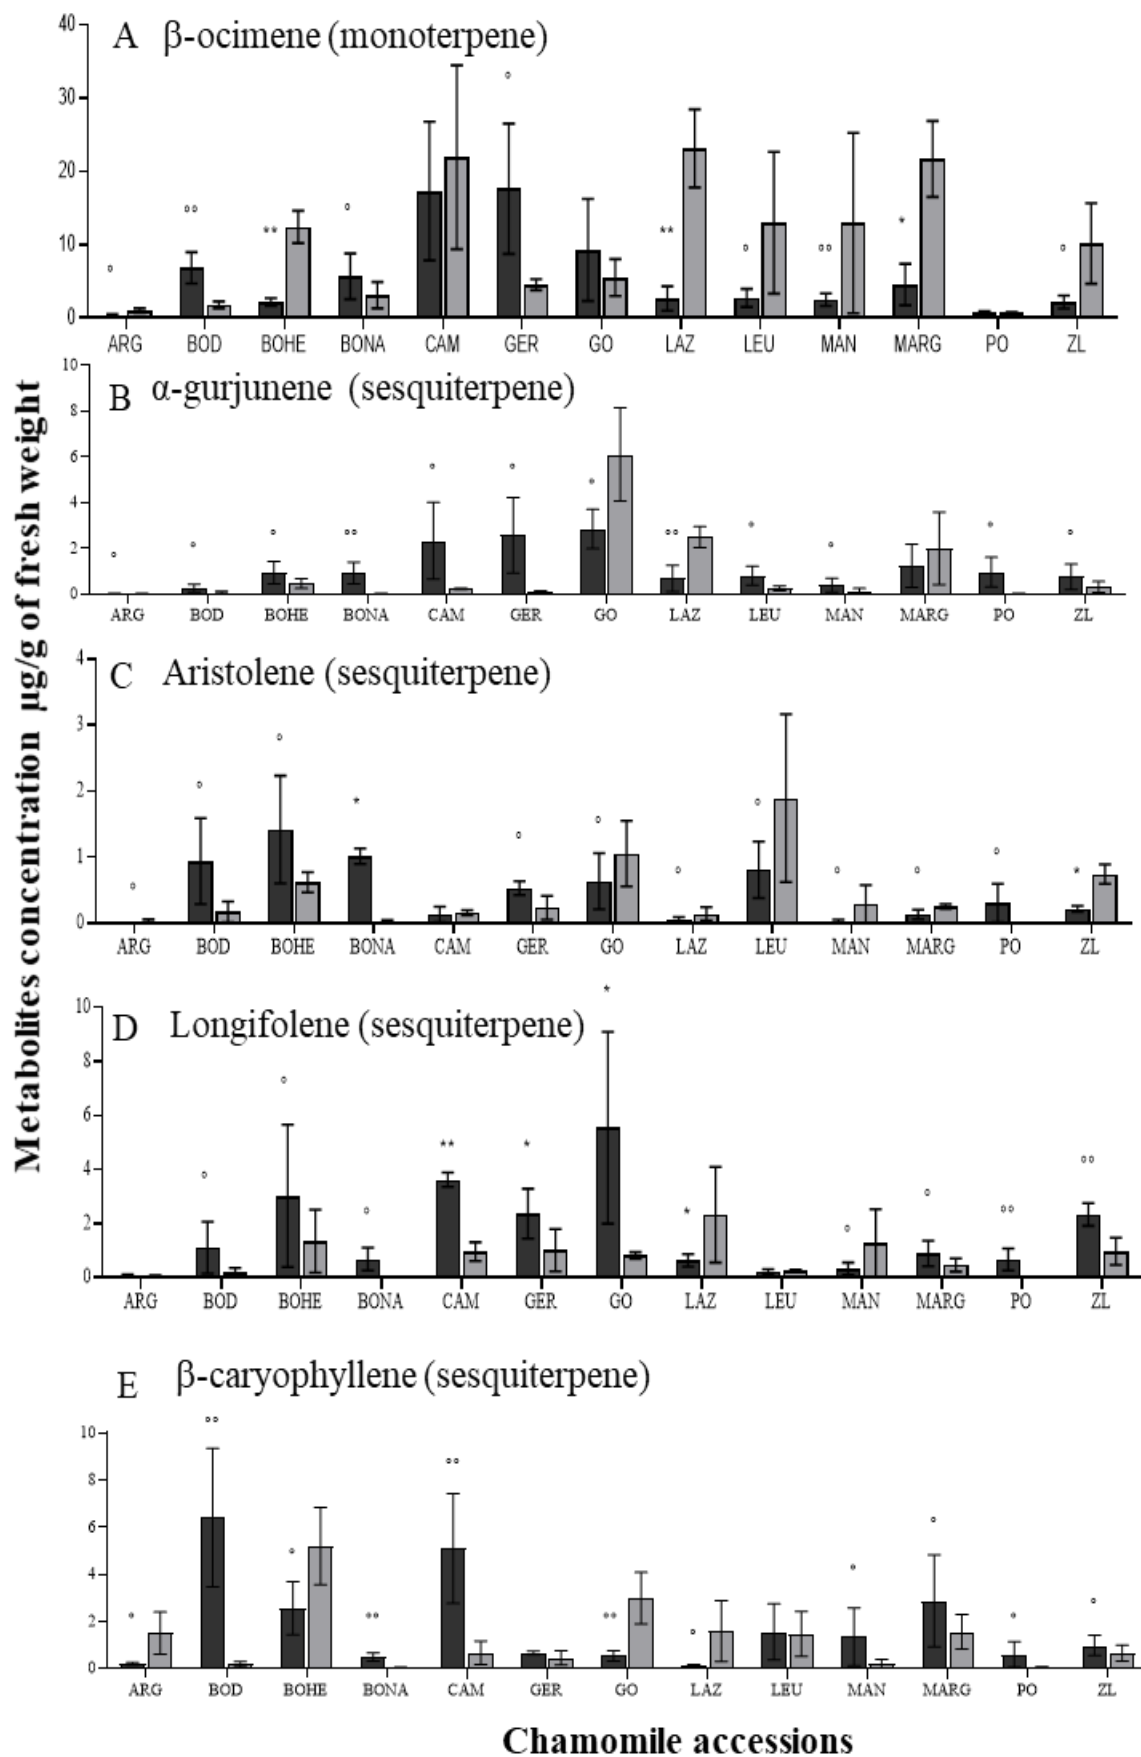 Metabolites concentration µg/g of fresh weight
A β-ocimene (monoterpene)
40
30
20
10
0
ARG BOD BOHE BONA CAM GER GO LAZ LEU MAN MARG PO ZL
B α-gurjunene (sesquiterpene)
10
8
6
4
2
0
ARG BOD BOHE BONA CAM GER GO LAZ LEU MAN MARG PO ZL
C Aristolene (sesquiterpene)
4
3
2
1
0
ARG BOD BOHE BONA CAM GER GO LAZ LEU MAN MARG PO ZL
D Longifolene (sesquiterpene)
10
8
6
4
2
0
ARG BOD BOHE BONA CAM GER GO LAZ LEU MAN MARG PO ZL
E β-caryophyllene (sesquiterpene)
10
8
6
4
2
0
ARG BOD BOHE BONA CAM GER GO LAZ LEU MAN MARG PO ZL
Chamomile accessions